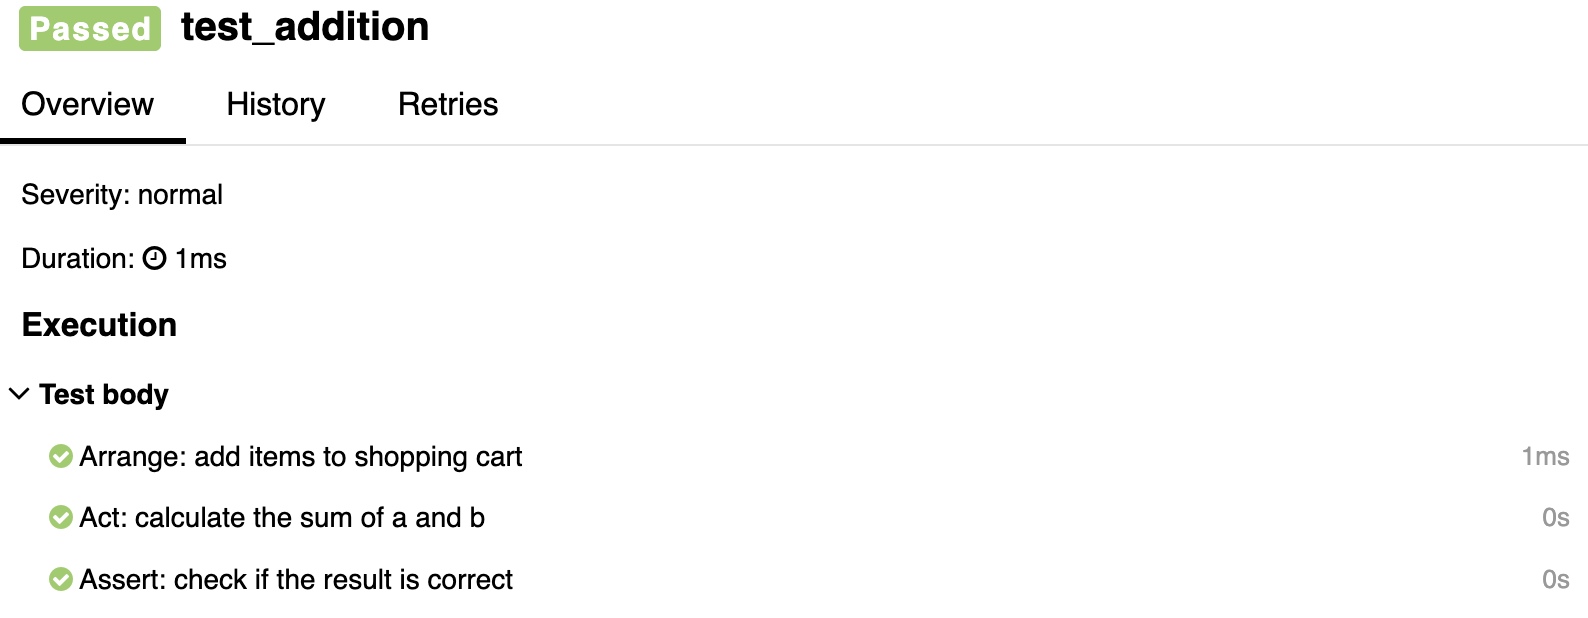 Passed test_addition
Overview History Retries
Severity: normal
Duration: 1ms
Execution
Test body
Arrange: add items to shopping cart 1ms
Act: calculate the sum of a and b 0s
Assert: check if the result is correct 0s